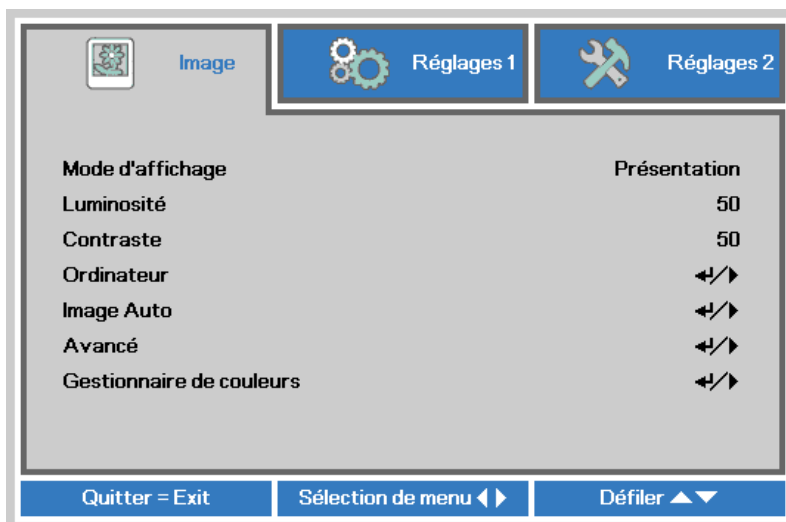 Image
Réglages 1
Réglages 2
Mode d'affichage Présentation
Luminosité 50
Contraste 50
Ordinateur
Image Auto
Avancé
Gestionnaire de couleurs
Quitter = Exit
Sélection de menu
Défiler